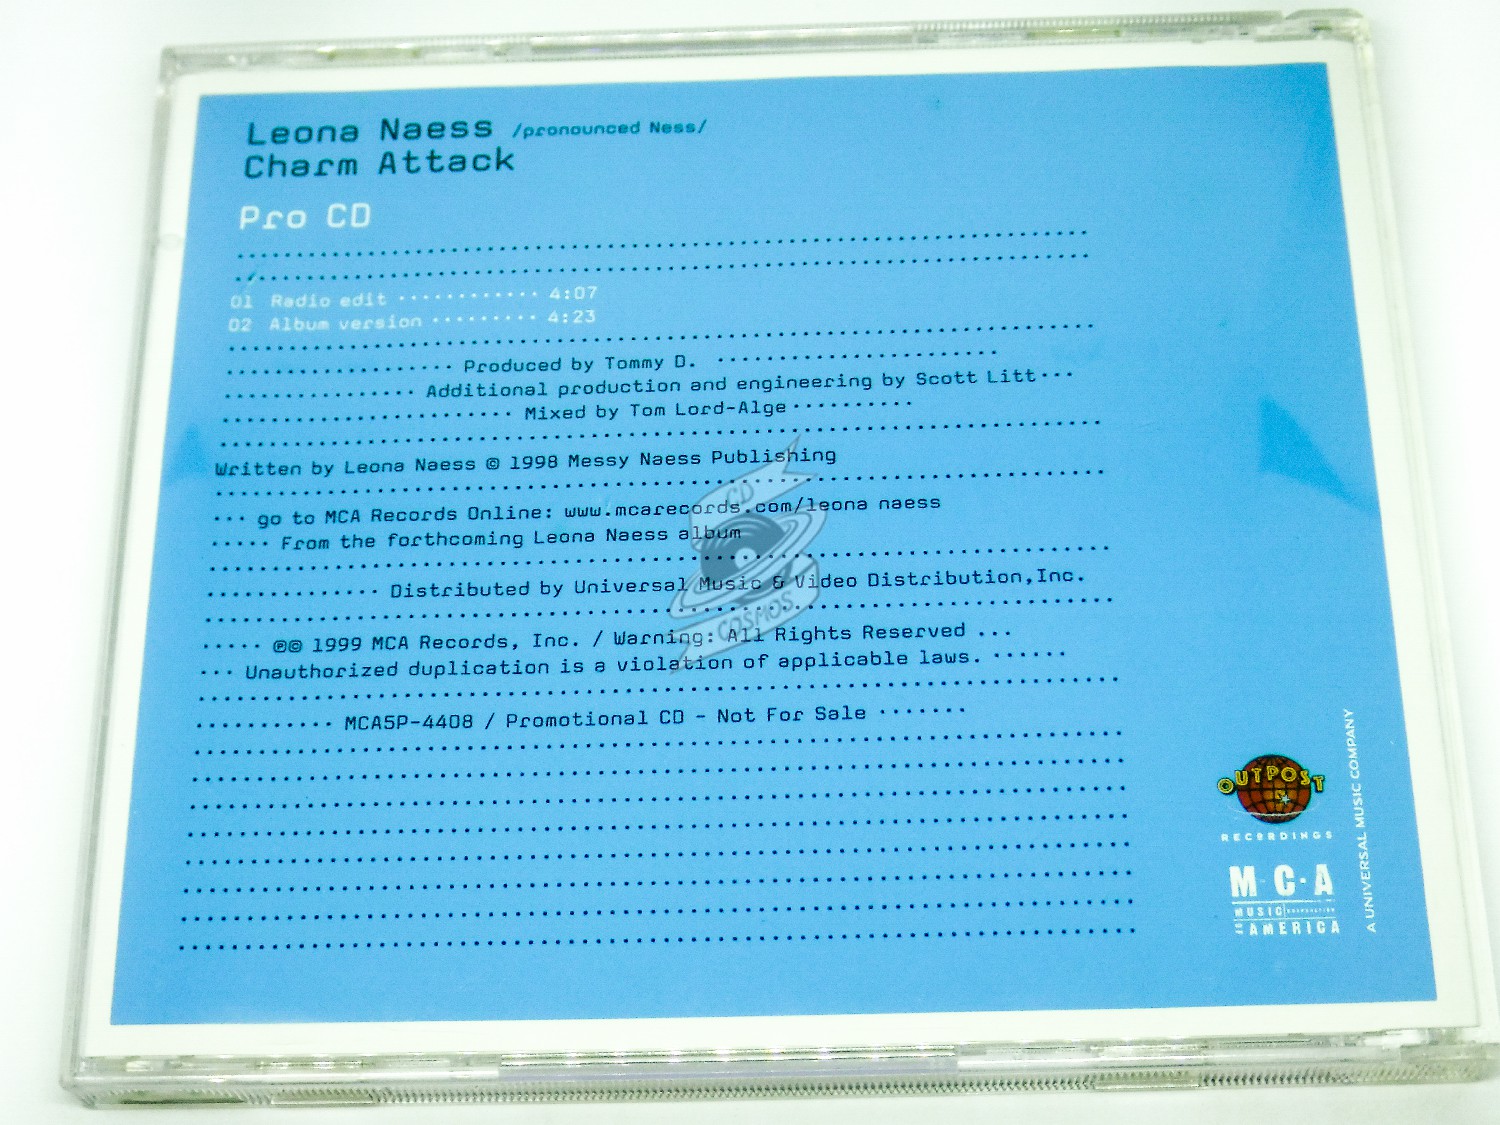 Leona Naess /pronounced Ness/
Charm Attack
Pro CD
01 Radio edit ············ 4:07
02 Album version ········· 4:23
Produced by Tommy D.
Additional production and engineering by Scott Litt
Mixed by Tom Lord-Alge
Written by Leona Naess © 1998 Messy Naess Publishing
··· go to MCA Records Online: www.mcarecords.com/leona naess
····· From the forthcoming Leona Naess album
Distributed by Universal Music & Video Distribution,Inc.
····· ℗© 1999 MCA Records, Inc. / Warning: All Rights Reserved ...
··· Unauthorized duplication is a violation of applicable laws. ······
MCA5P-4408 / Promotional CD - Not For Sale ·······
CD
COSMOS
OUTPOST
RECORDINGS
M·C·A
MUSIC CORPORATION
OF AMERICA
A UNIVERSAL MUSIC COMPANY